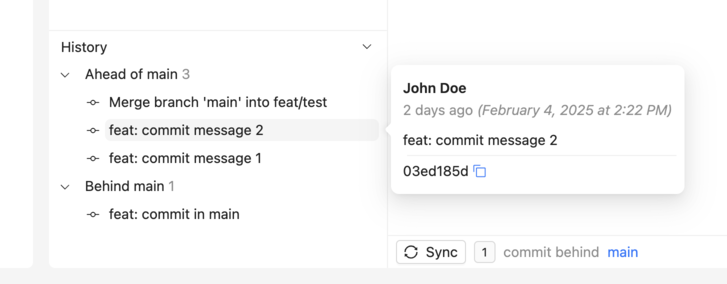 History
Ahead of main 3
Merge branch 'main' into feat/test
feat: commit message 2
feat: commit message 1
Behind main 1
feat: commit in main
John Doe
2 days ago (February 4, 2025 at 2:22 PM)
feat: commit message 2
03ed185d
Sync 1 commit behind main